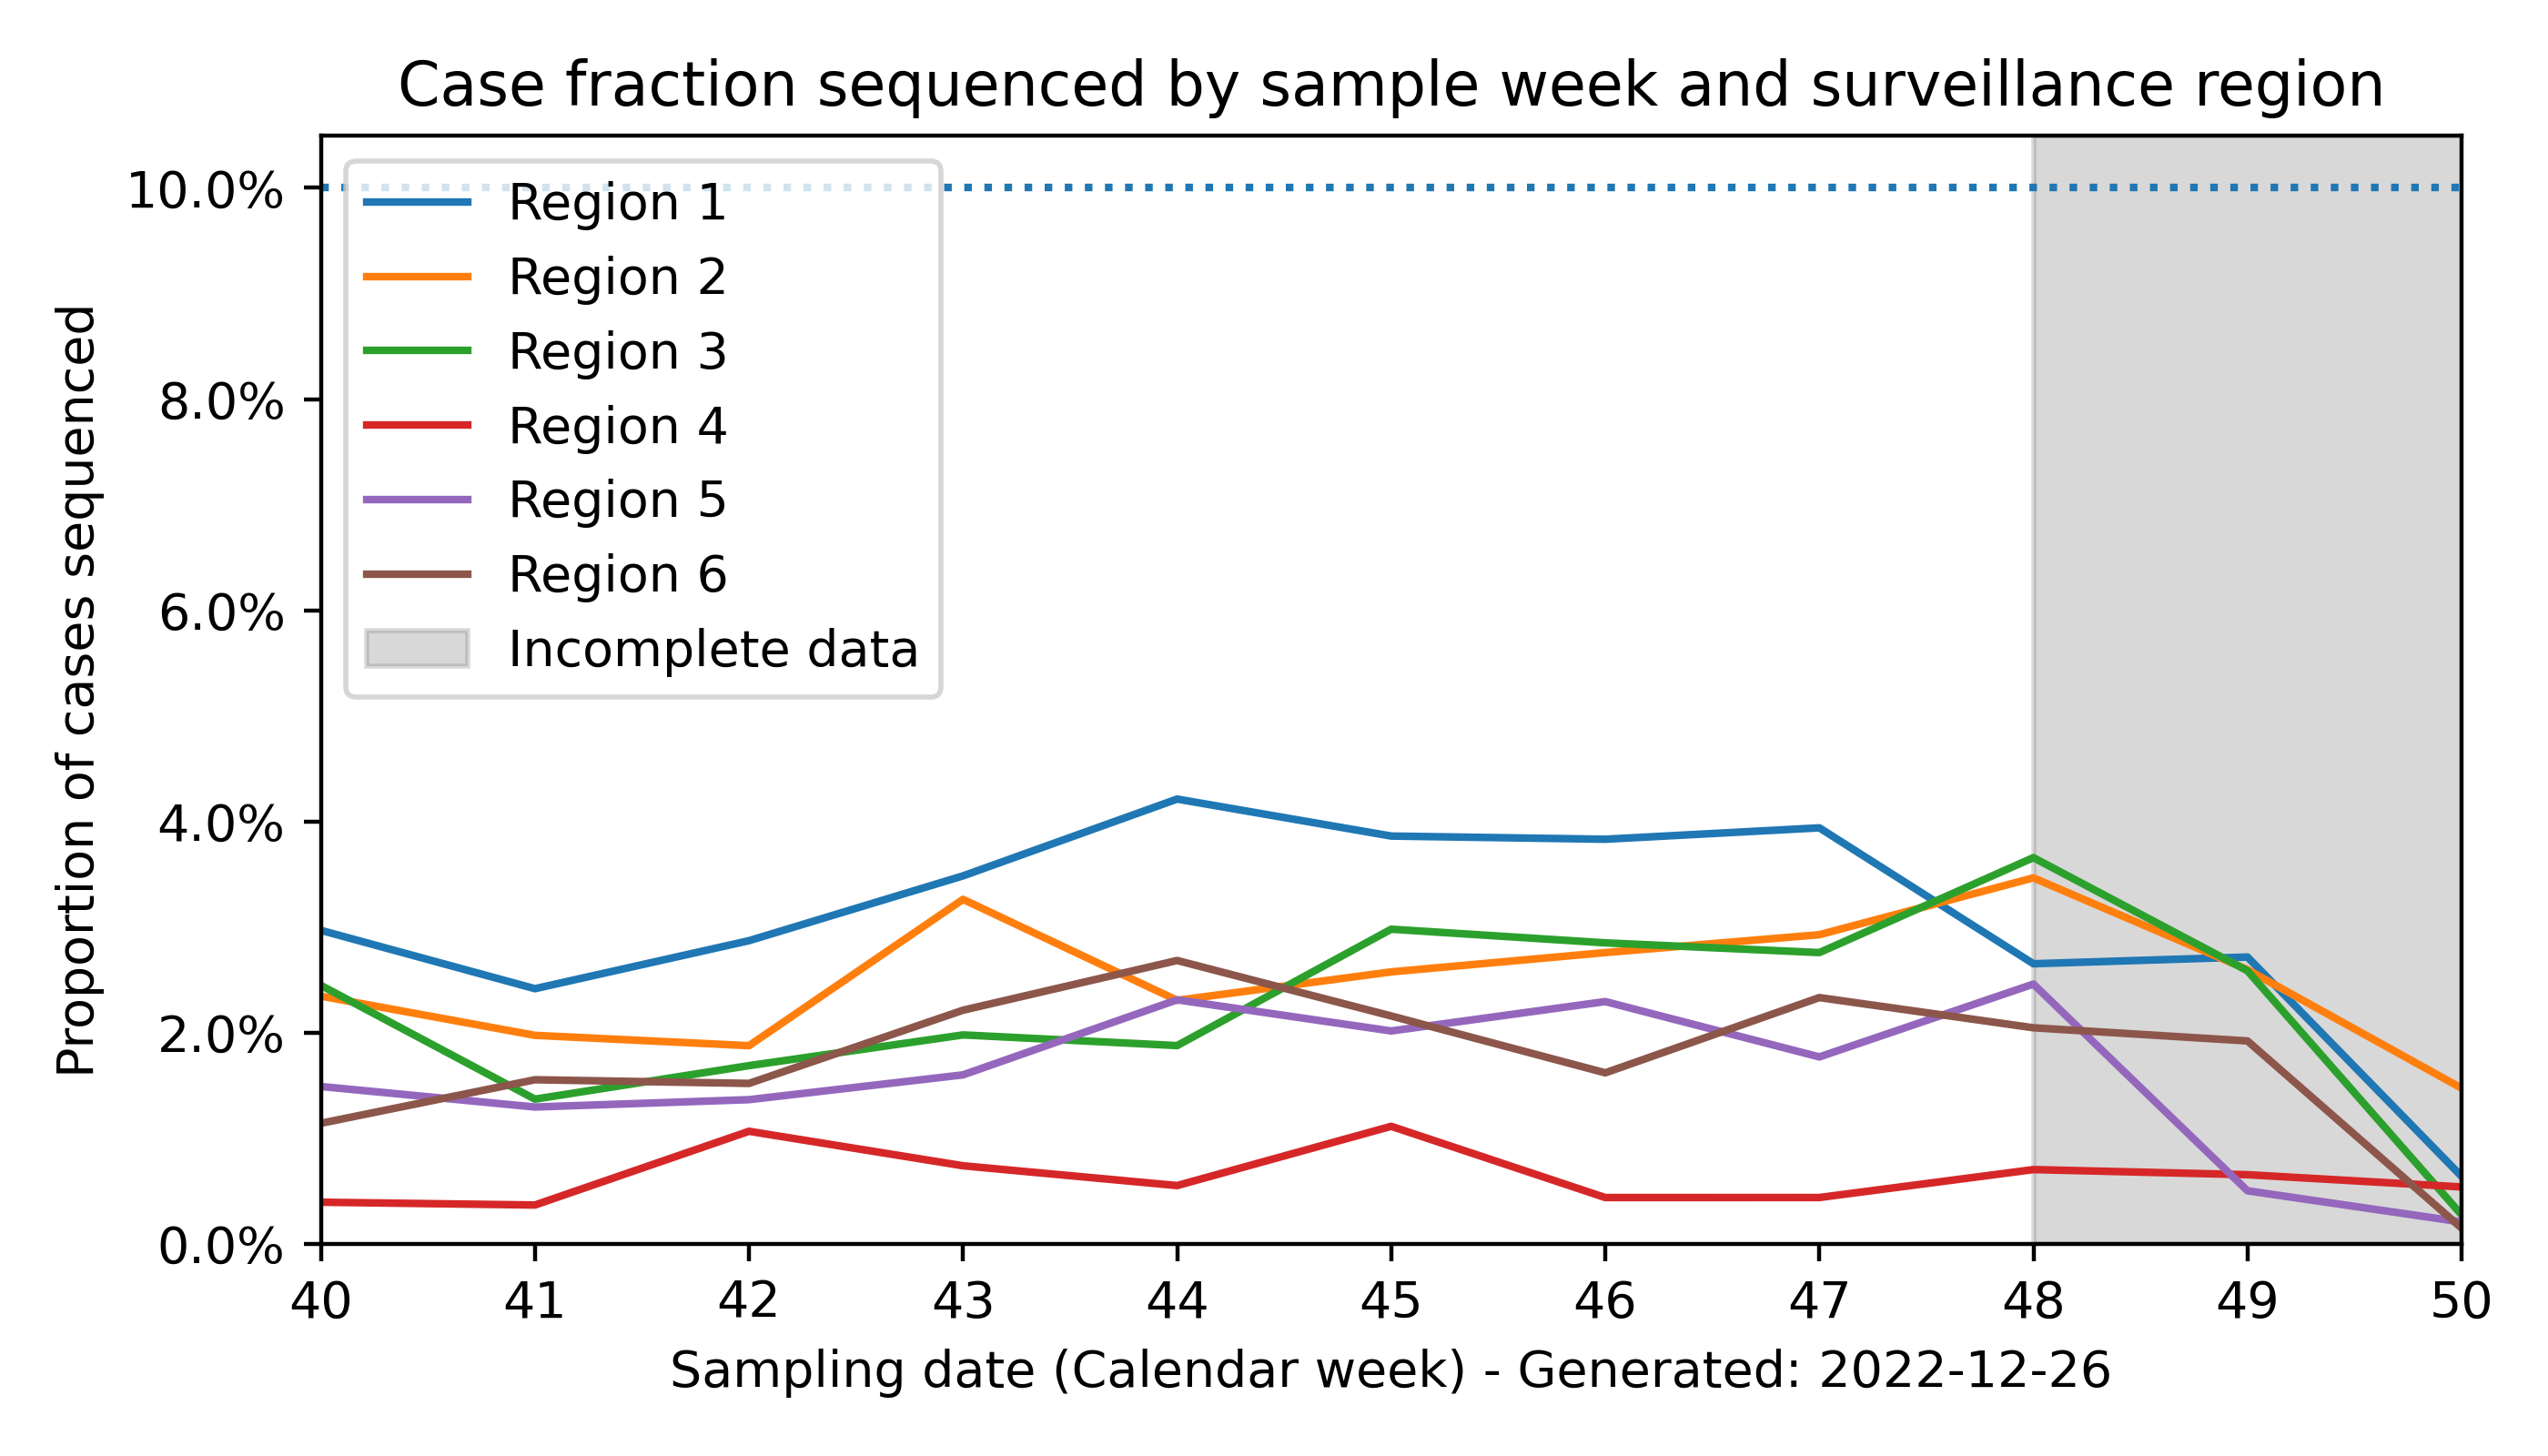 Case fraction sequenced by sample week and surveillance region
Proportion of cases sequenced
10.0%
8.0%
6.0%
4.0%
2.0%
0.0%
Region 1
Region 2
Region 3
Region 4
Region 5
Region 6
Incomplete data
40 41 42 43 44 45 46 47 48 49 50
Sampling date (Calendar week) - Generated: 2022-12-26